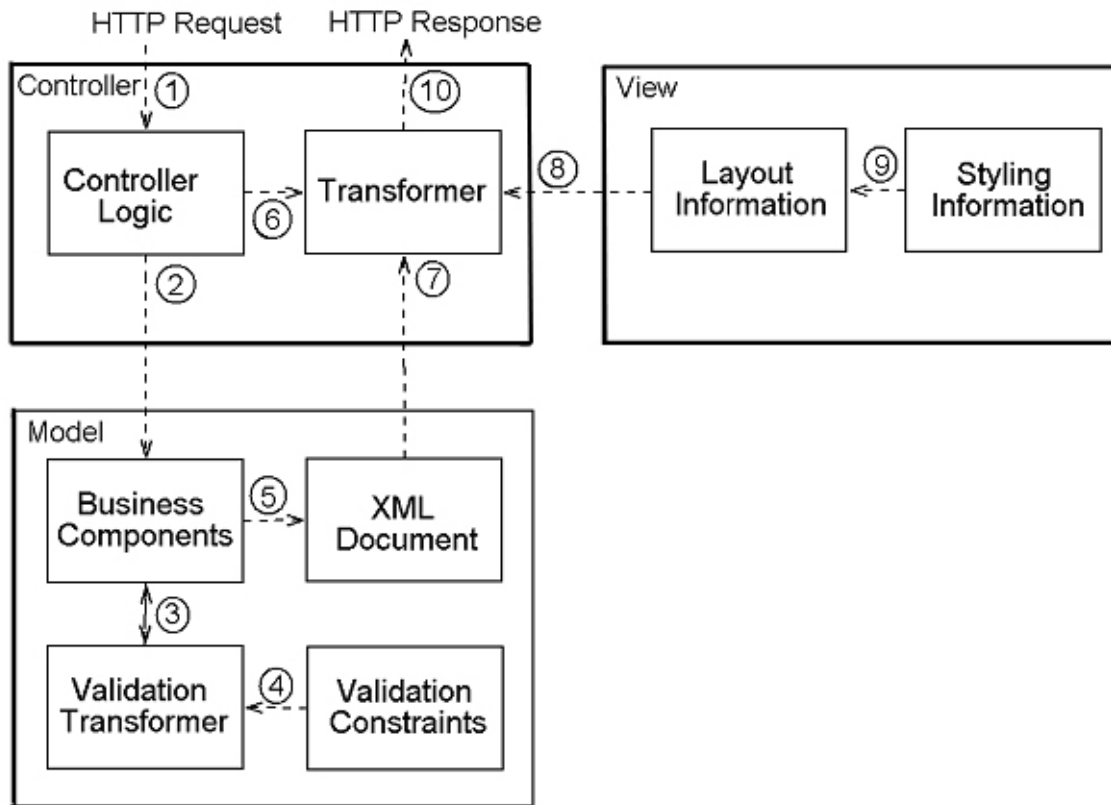 HTTP Request
HTTP Response
Controller
1
10
View
Controller
Logic
6
Transformer
8
Layout
Information
9
Styling
Information
2
7
Model
Business
Components
5
XML
Document
3
Validation
Transformer
4
Validation
Constraints